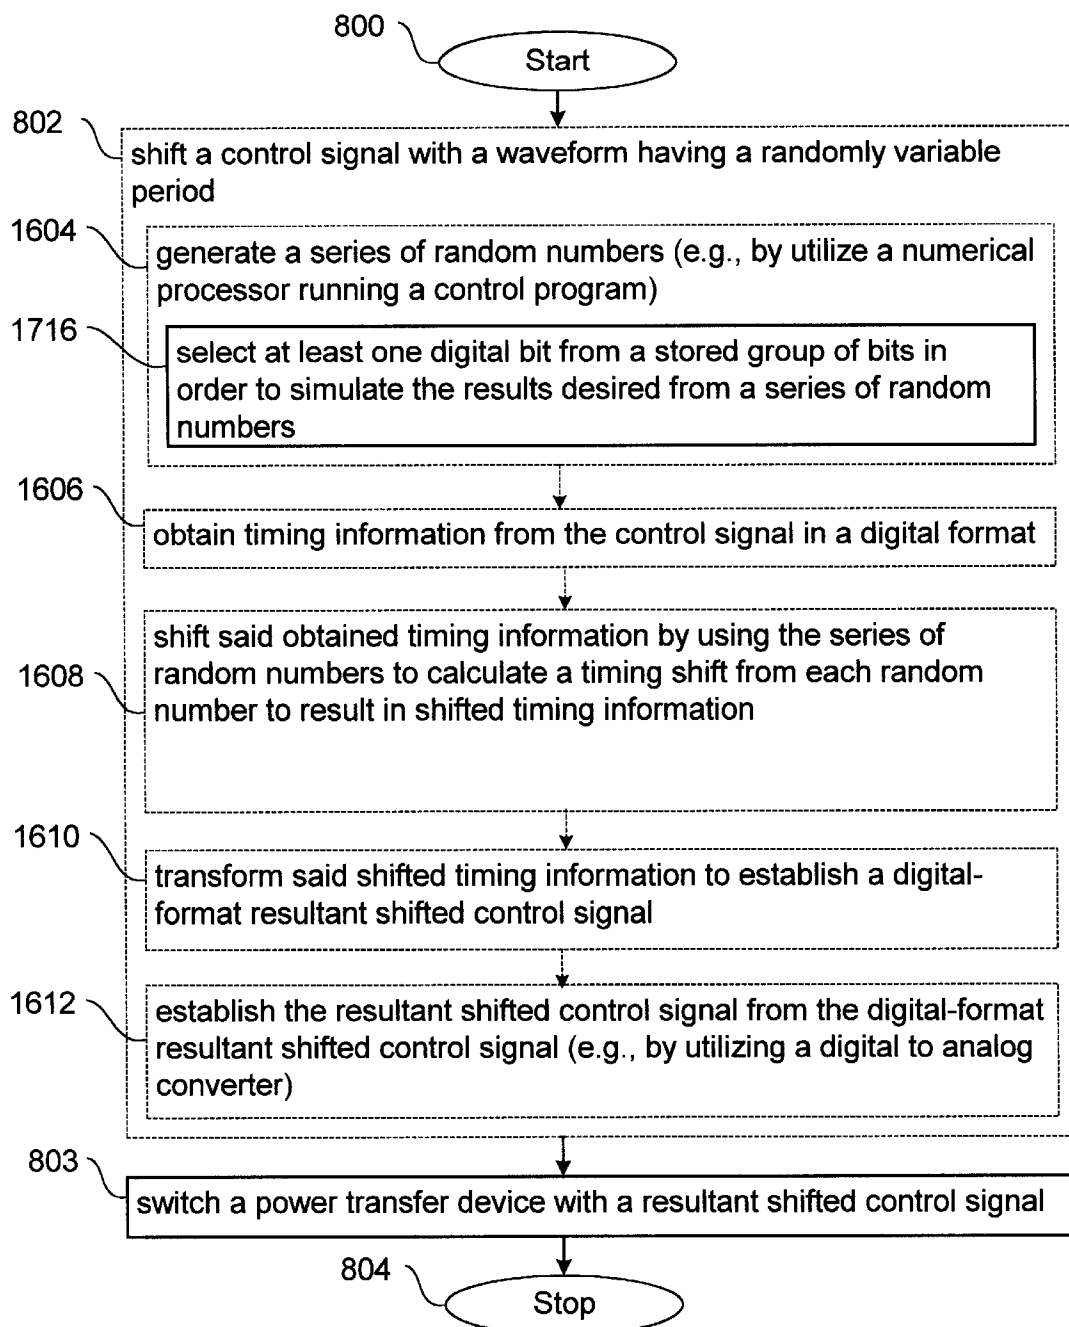 800
Start
802
shift a control signal with a waveform having a randomly variable
period
1604
generate a series of random numbers (e.g., by utilize a numerical
processor running a control program)
1716
select at least one digital bit from a stored group of bits in
order to simulate the results desired from a series of random
numbers
1606
obtain timing information from the control signal in a digital format
1608
shift said obtained timing information by using the series of
random numbers to calculate a timing shift from each random
number to result in shifted timing information
1610
transform said shifted timing information to establish a digital-
format resultant shifted control signal
1612
establish the resultant shifted control signal from the digital-format
resultant shifted control signal (e.g., by utilizing a digital to analog
converter)
803
switch a power transfer device with a resultant shifted control signal
804
Stop